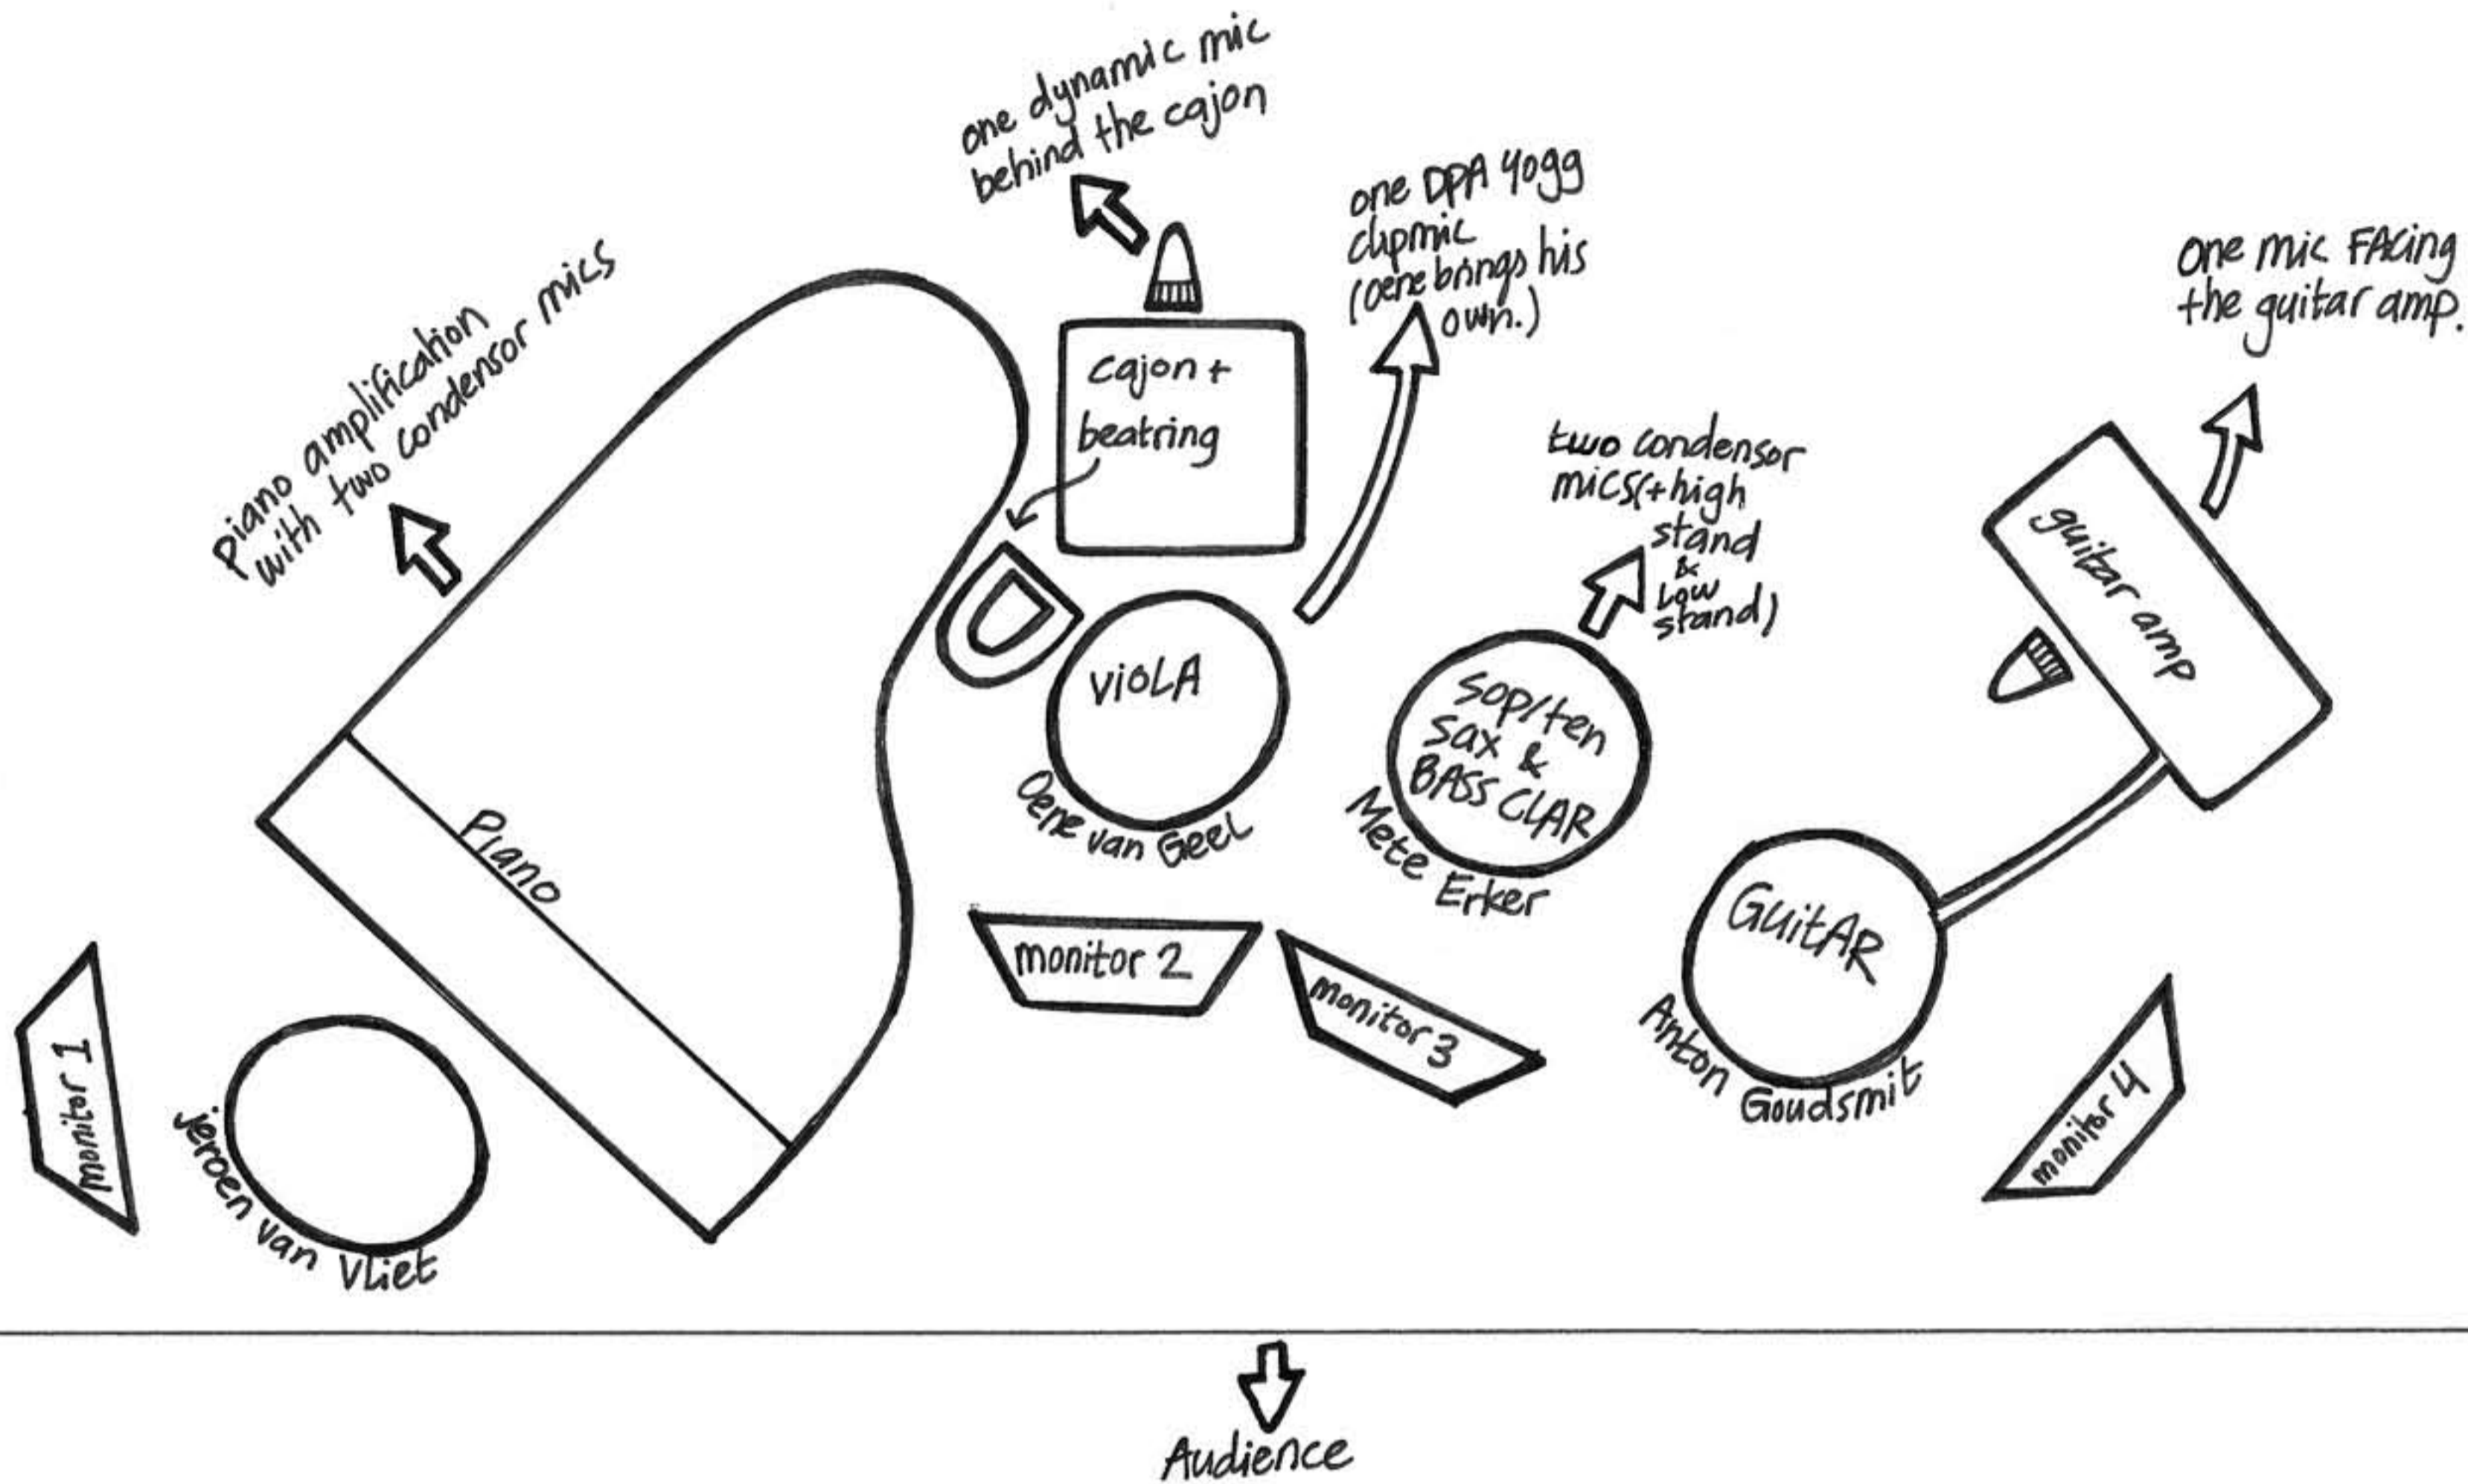 one dynamic mic
behind the cajon
one DPA 4099
clipmic
(oene brings his
own.)
one mic FAcing
the guitar amp.
piano amplification
with two condensor mics
cajon +
beatring
two condensor
mics(+high
stand
&
Low
stand)
guitar amp
VioLA
Oene van Geel
sop/ten
sax &
BASS CLAR
Mete Erker
Piano
GuitAR
Anton Goudsmit
monitor 1
monitor 2
monitor 3
monitor 4
jeroen van Vliet
Audience